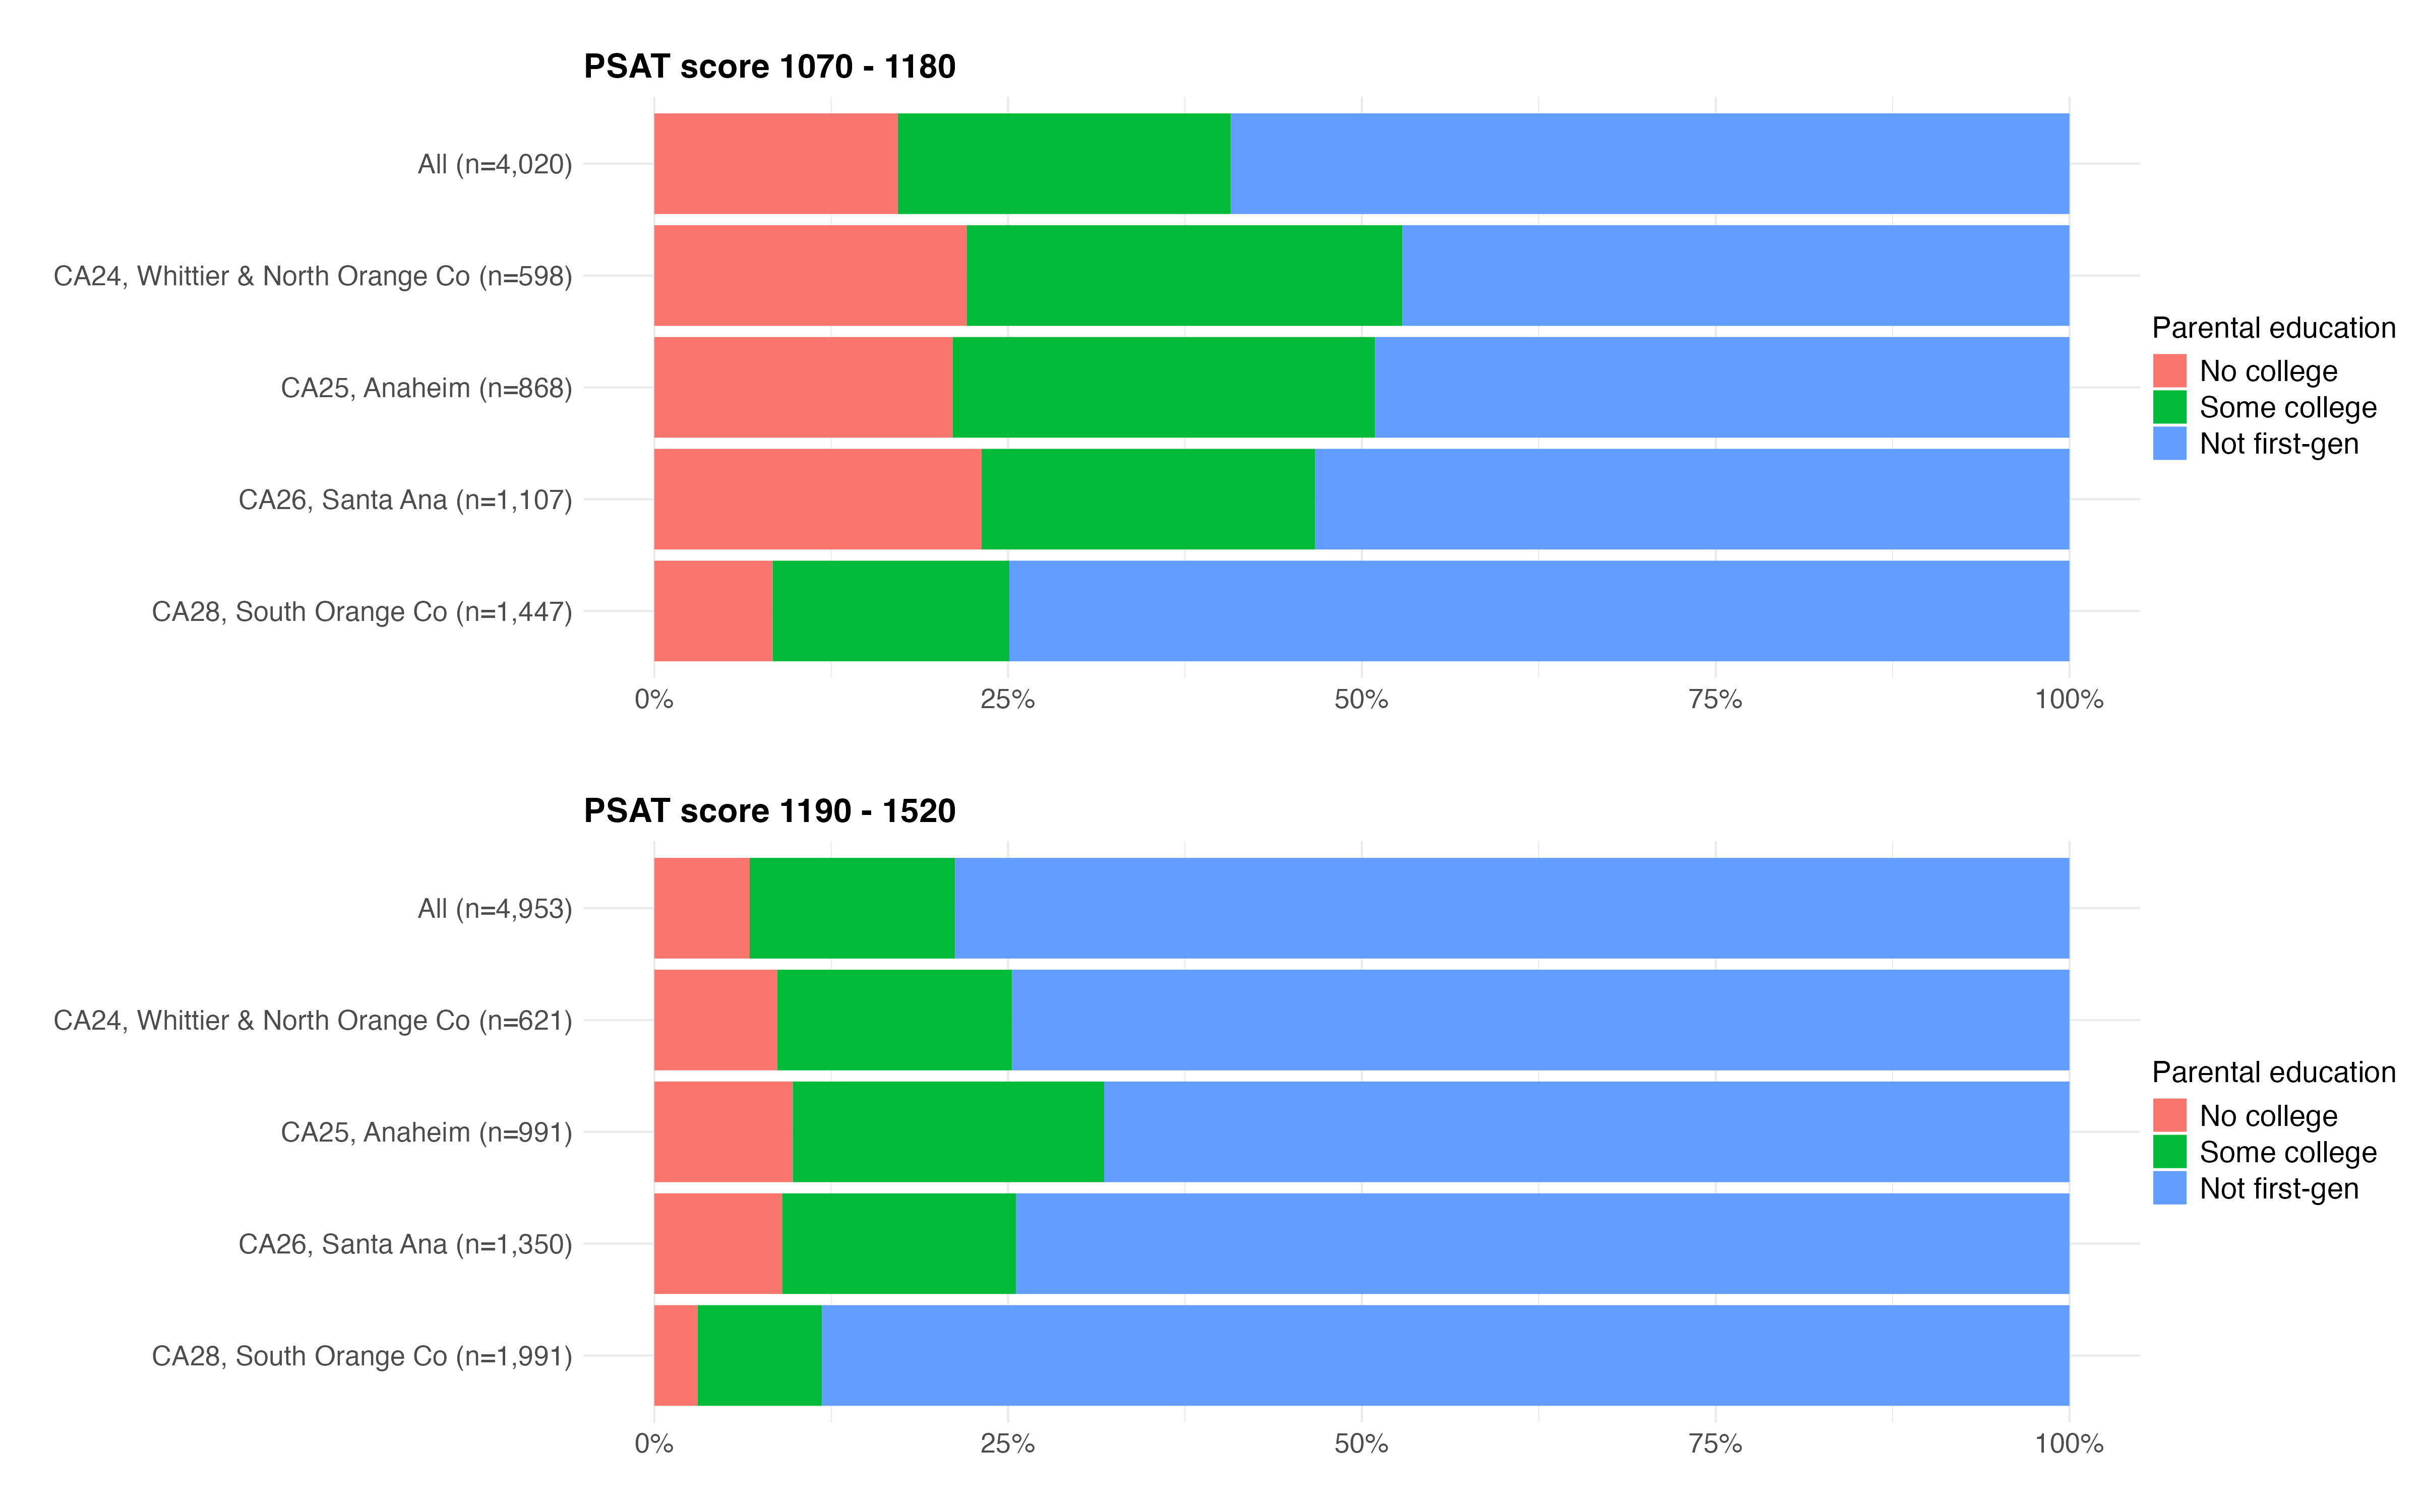 PSAT score 1070 - 1180
All (n=4,020)
CA24, Whittier & North Orange Co (n=598)
CA25, Anaheim (n=868)
CA26, Santa Ana (n=1,107)
CA28, South Orange Co (n=1,447)
0% 25% 50% 75% 100%
Parental education
No college
Some college
Not first-gen
PSAT score 1190 - 1520
All (n=4,953)
CA24, Whittier & North Orange Co (n=621)
CA25, Anaheim (n=991)
CA26, Santa Ana (n=1,350)
CA28, South Orange Co (n=1,991)
0% 25% 50% 75% 100%
Parental education
No college
Some college
Not first-gen